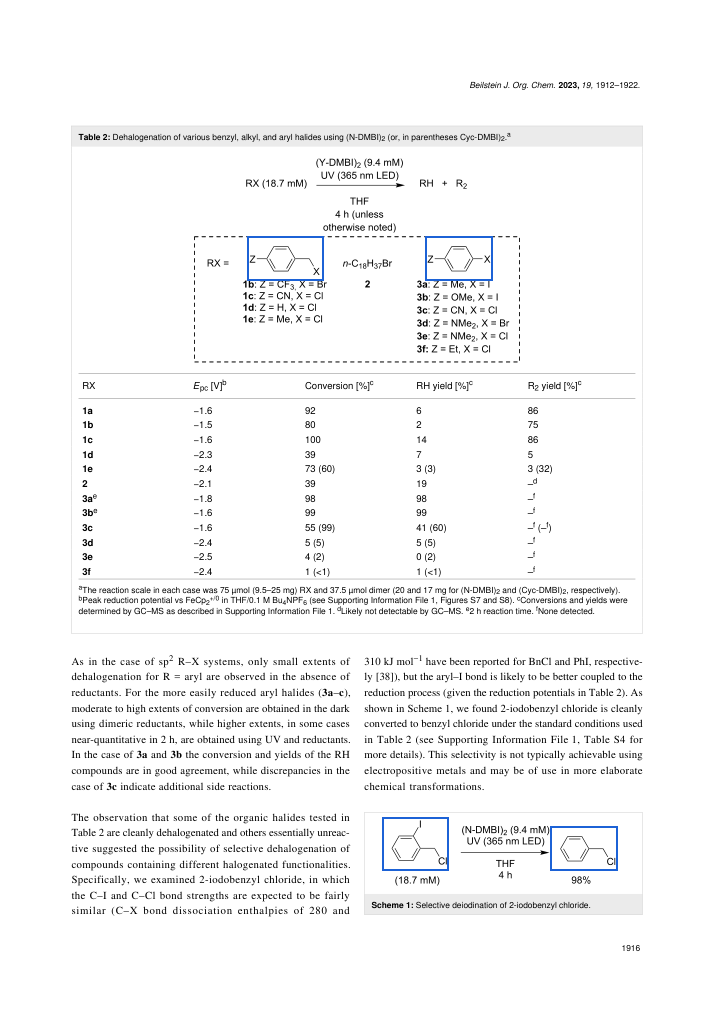 Beilstein J. Org. Chem. 2023, 19, 1912–1922.
Table 2: Dehalogenation of various benzyl, alkyl, and aryl halides using (N-DMBI)2 (or, in parentheses Cyc-DMBI)2.a
(Y-DMBI)2 (9.4 mM)
UV (365 nm LED)
RX (18.7 mM)
RH + R2
THF
4 h (unless
otherwise noted)
RX =
Z
X
n-C18H37Br
Z
X
1b: Z = CF3, X = Br
1c: Z = CN, X = Cl
1d: Z = H, X = Cl
1e: Z = Me, X = Cl
2
3a: Z = Me, X = I
3b: Z = OMe, X = I
3c: Z = CN, X = Cl
3d: Z = NMe2, X = Br
3e: Z = NMe2, X = Cl
3f: Z = Et, X = Cl
RX Epc [V]b Conversion [%]c RH yield [%]c R2 yield [%]c
1a −1.6 92 6 86
1b −1.5 80 2 75
1c −1.6 100 14 86
1d −2.3 39 7 5
1e −2.4 73 (60) 3 (3) 3 (32)
2 −2.1 39 19 –d
3ae −1.8 98 98 –f
3be −1.6 99 99 –f
3c −1.6 55 (99) 41 (60) –f (–f)
3d −2.4 5 (5) 5 (5) –f
3e −2.5 4 (2) 0 (2) –f
3f −2.4 1 (<1) 1 (<1) –f
aThe reaction scale in each case was 75 μmol (9.5–25 mg) RX and 37.5 μmol dimer (20 and 17 mg for (N-DMBI)2 and (Cyc-DMBI)2, respectively).
bPeak reduction potential vs FeCp2+/0 in THF/0.1 M Bu4NPF6 (see Supporting Information File 1, Figures S7 and S8). cConversions and yields were
determined by GC–MS as described in Supporting Information File 1. dLikely not detectable by GC–MS. e2 h reaction time. fNone detected.
As in the case of sp2 R–X systems, only small extents of
dehalogenation for R = aryl are observed in the absence of
reductants. For the more easily reduced aryl halides (3a–c),
moderate to high extents of conversion are obtained in the dark
using dimeric reductants, while higher extents, in some cases
near-quantitative in 2 h, are obtained using UV and reductants.
In the case of 3a and 3b the conversion and yields of the RH
compounds are in good agreement, while discrepancies in the
case of 3c indicate additional side reactions.
The observation that some of the organic halides tested in
Table 2 are cleanly dehalogenated and others essentially unreac-
tive suggested the possibility of selective dehalogenation of
compounds containing different halogenated functionalities.
Specifically, we examined 2-iodobenzyl chloride, in which
the C–I and C–Cl bond strengths are expected to be fairly
similar (C–X bond dissociation enthalpies of 280 and
310 kJ mol−1 have been reported for BnCl and PhI, respective-
ly [38]), but the aryl–I bond is likely to be better coupled to the
reduction process (given the reduction potentials in Table 2). As
shown in Scheme 1, we found 2-iodobenzyl chloride is cleanly
converted to benzyl chloride under the standard conditions used
in Table 2 (see Supporting Information File 1, Table S4 for
more details). This selectivity is not typically achievable using
electropositive metals and may be of use in more elaborate
chemical transformations.
I
Cl
(18.7 mM)
(N-DMBI)2 (9.4 mM)
UV (365 nm LED)
THF
4 h
Cl
98%
Scheme 1: Selective deiodination of 2-iodobenzyl chloride.
1916